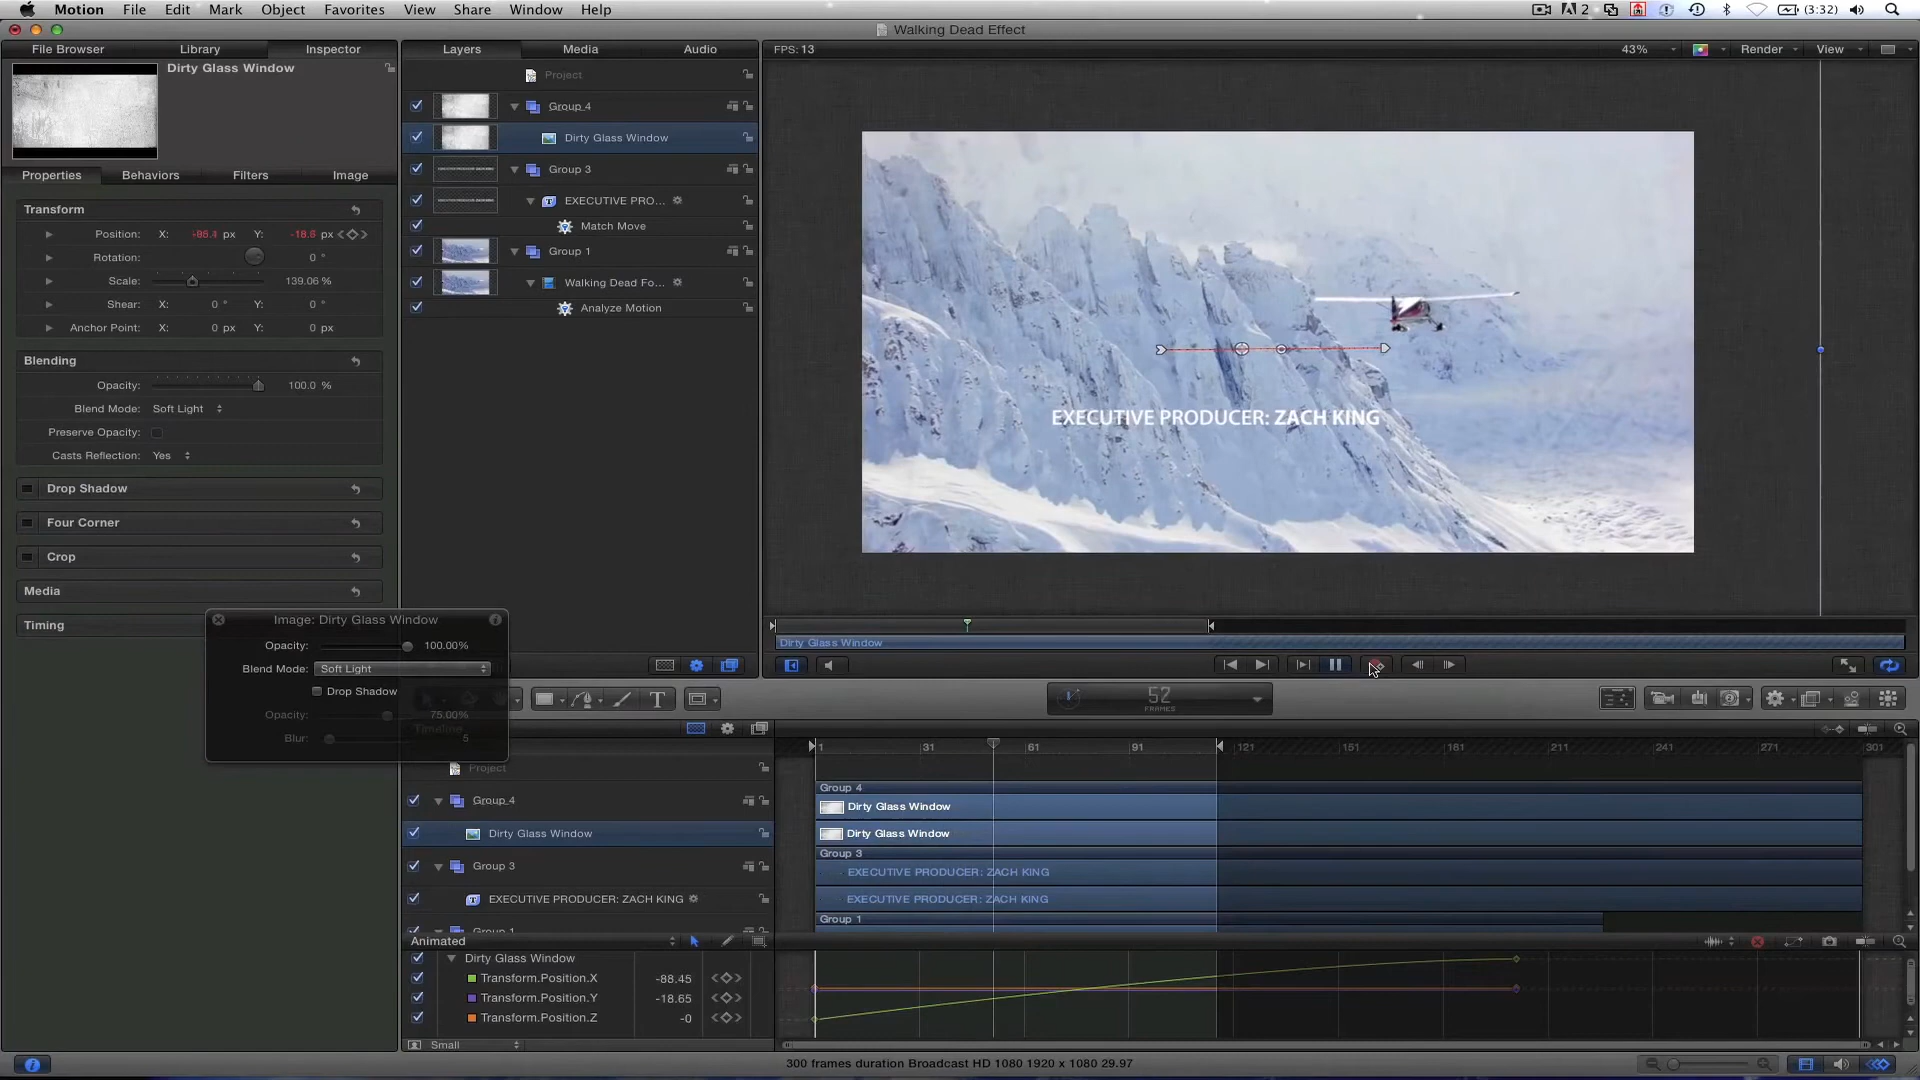 Motion File Edit Mark Object Favorites View Share Window Help
2 (3:32)
Walking Dead Effect
File Browser Library Inspector
Layers Media Audio
FPS: 13 43% Render View
Dirty Glass Window
Properties Behaviors Filters Image
Transform
Position: X: px Y: px
Rotation: 0 °
Scale: 139.06 %
Shear: X: 0 ° Y: 0 °
Anchor Point: X: 0 px Y: 0 px
Blending
Opacity: 100.0 %
Blend Mode: Soft Light
Preserve Opacity:
Casts Reflection: Yes
Drop Shadow
Four Corner
Crop
Media
Timing
Project
Group_4
Dirty Glass Window
Group 3
EXECUTIVE PRO...
Match Move
Group 1
Walking Dead Fo...
Analyze Motion
EXECUTIVE PRODUCER: ZACH KING
Dirty Glass Window
Image: Dirty Glass Window
Opacity: 100.00%
Blend Mode: Soft Light
Drop Shadow
Opacity: 75.00%
Blur: 5
52
FRAMES
Timeline
1 31 61 91 121 151 181 211 241 271 301
Project
Group_4
Dirty Glass Window
Group 3
EXECUTIVE PRODUCER: ZACH KING
Group 1
Group 4
Dirty Glass Window
Dirty Glass Window
Group 3
EXECUTIVE PRODUCER: ZACH KING
EXECUTIVE PRODUCER: ZACH KING
Group 1
Animated
Dirty Glass Window
Transform.Position.X -88.45
Transform.Position.Y -18.65
Transform.Position.Z -0
Small
300 frames duration Broadcast HD 1080 1920 x 1080 29.97